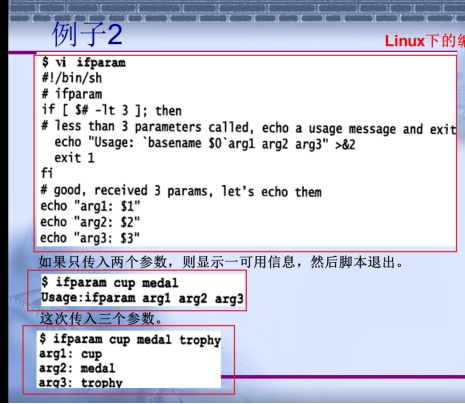 例子2
Linux下的编
$ vi ifparam
#!/bin/sh
# ifparam
if [ $# -lt 3 ]; then
# less than 3 parameters called, echo a usage message and exit
echo "Usage: `basename $0`arg1 arg2 arg3" >&2
exit 1
fi
# good, received 3 params, let's echo them
echo "arg1: $1"
echo "arg2: $2"
echo "arg3: $3"
如果只传入两个参数，则显示一可用信息，然后脚本退出。
$ ifparam cup medal
Usage:ifparam arg1 arg2 arg3
这次传入三个参数。
$ ifparam cup medal trophy
arg1: cup
arg2: medal
arg3: trophy